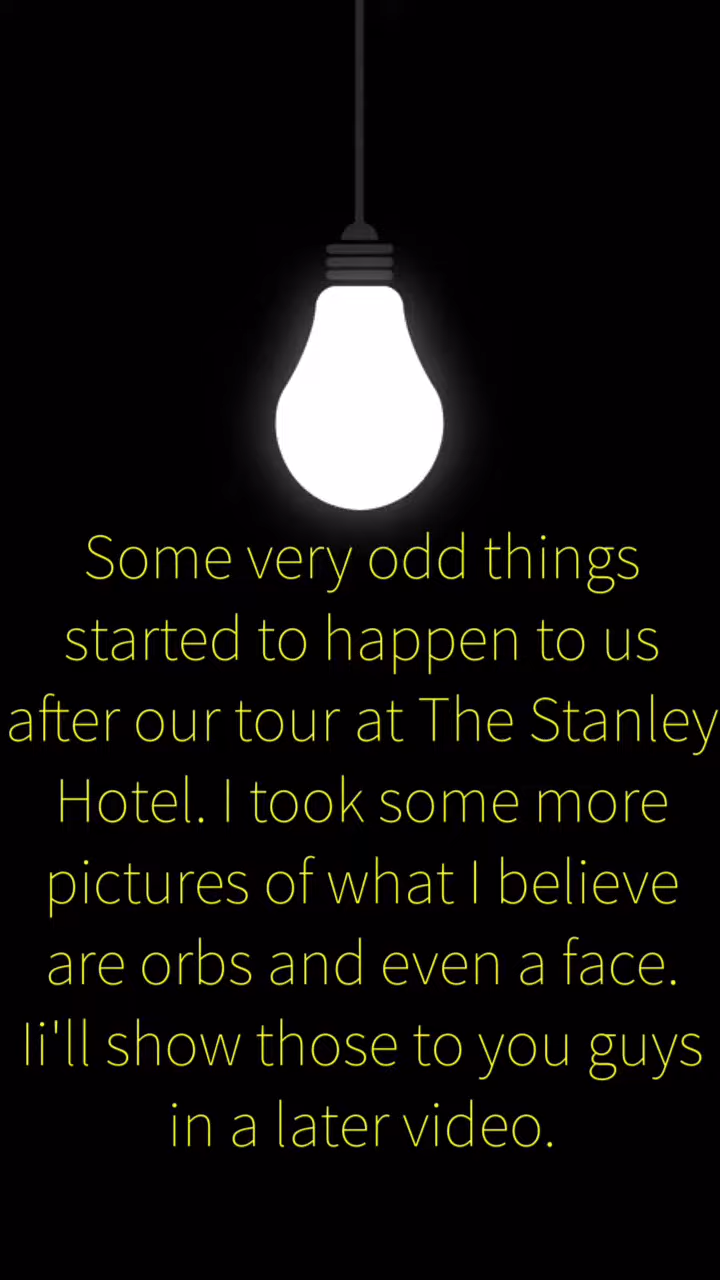 Some very odd things
started to happen to us
after our tour at The Stanley
Hotel. I took some more
pictures of what I believe
are orbs and even a face.
Ii'll show those to you guys
in a later video.